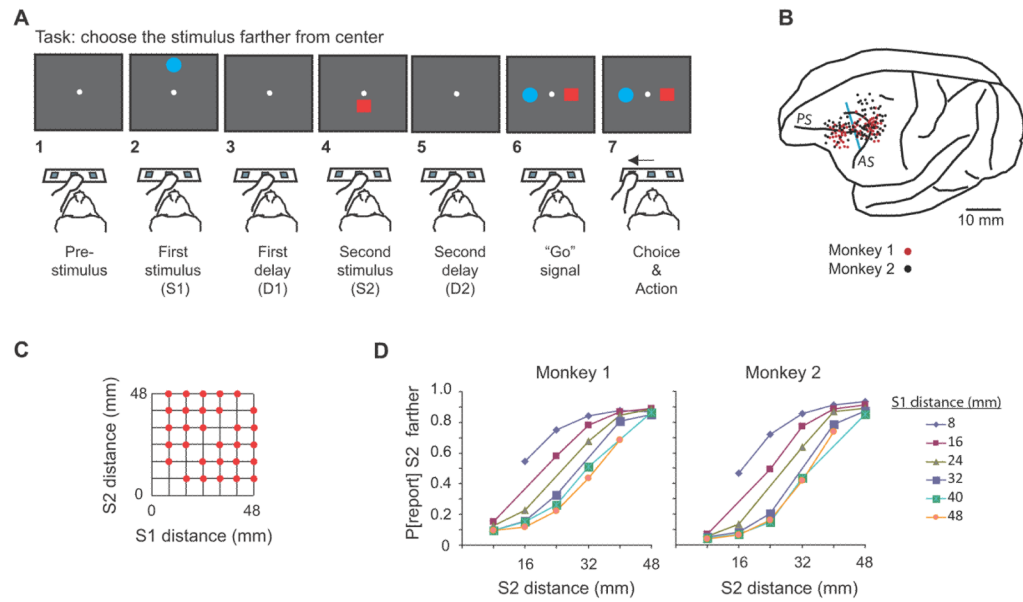 A
Task: choose the stimulus farther from center
1 2 3 4 5 6 7
Pre-
stimulus
First
stimulus
(S1)
First
delay
(D1)
Second
stimulus
(S2)
Second
delay
(D2)
“Go”
signal
Choice
&
Action
B
PS
AS
10 mm
Monkey 1
Monkey 2
C
S2 distance (mm)
48
0
0 48
S1 distance (mm)
D
Monkey 1
P[report] S2 farther
1.0
0.8
0.6
0.4
0.2
0
16 32 48
S2 distance (mm)
Monkey 2
16 32 48
S2 distance (mm)
S1 distance (mm)
8
16
24
32
40
48